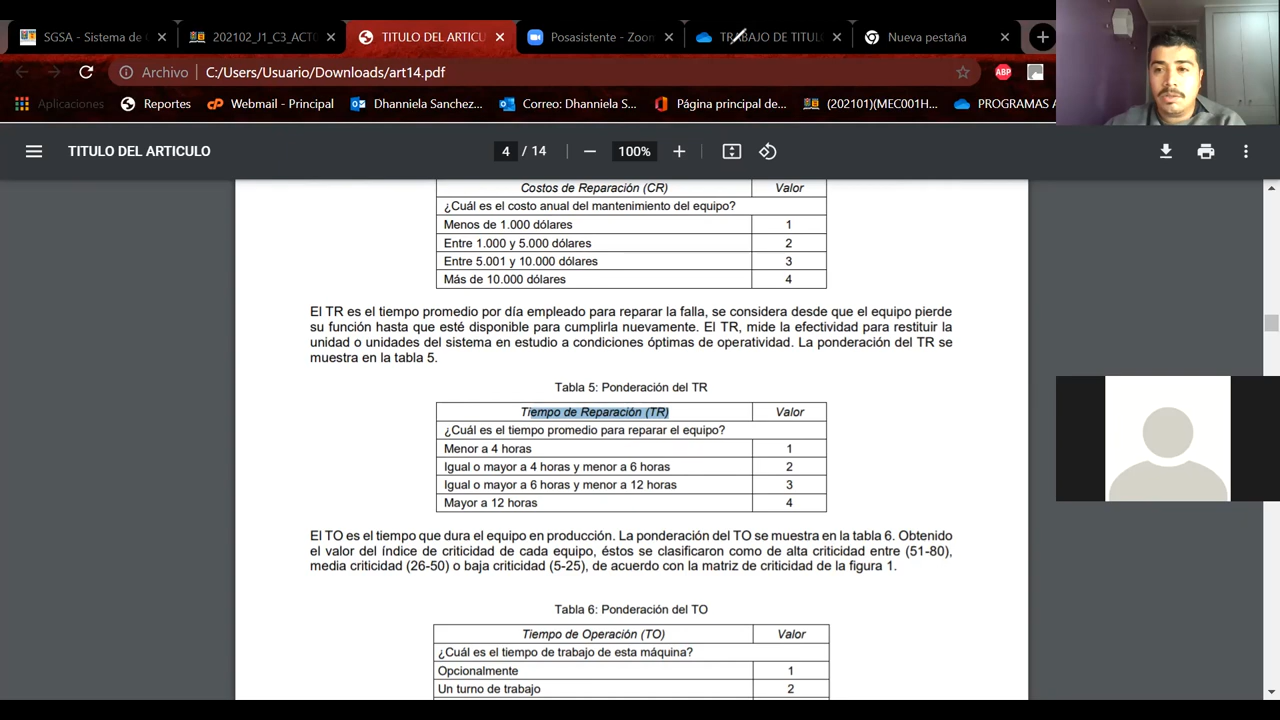 SGSA - Sistema de C
202102_J1_C3_ACT0
TITULO DEL ARTICU
Posasistente - Zoom
TRABAJO DE TITUL
Nueva pestaña
Archivo C:/Users/Usuario/Downloads/art14.pdf
ABP
Aplicaciones
Reportes
Webmail - Principal
Dhanniela Sanchez...
Correo: Dhanniela S...
Página principal de...
(202101)(MEC001H...
PROGRAMAS A
TITULO DEL ARTICULO
4 / 14
100%
Costos de Reparación (CR) Valor
¿Cuál es el costo anual del mantenimiento del equipo?
Menos de 1.000 dólares 1
Entre 1.000 y 5.000 dólares 2
Entre 5.001 y 10.000 dólares 3
Más de 10.000 dólares 4
El TR es el tiempo promedio por día empleado para reparar la falla, se considera desde que el equipo pierde
su función hasta que esté disponible para cumplirla nuevamente. El TR, mide la efectividad para restituir la
unidad o unidades del sistema en estudio a condiciones óptimas de operatividad. La ponderación del TR se
muestra en la tabla 5.
Tabla 5: Ponderación del TR
Tiempo de Reparación (TR) Valor
¿Cuál es el tiempo promedio para reparar el equipo?
Menor a 4 horas 1
Igual o mayor a 4 horas y menor a 6 horas 2
Igual o mayor a 6 horas y menor a 12 horas 3
Mayor a 12 horas 4
El TO es el tiempo que dura el equipo en producción. La ponderación del TO se muestra en la tabla 6. Obtenido
el valor del índice de criticidad de cada equipo, éstos se clasificaron como de alta criticidad entre (51-80),
media criticidad (26-50) o baja criticidad (5-25), de acuerdo con la matriz de criticidad de la figura 1.
Tabla 6: Ponderación del TO
Tiempo de Operación (TO) Valor
¿Cuál es el tiempo de trabajo de esta máquina?
Opcionalmente 1
Un turno de trabajo 2